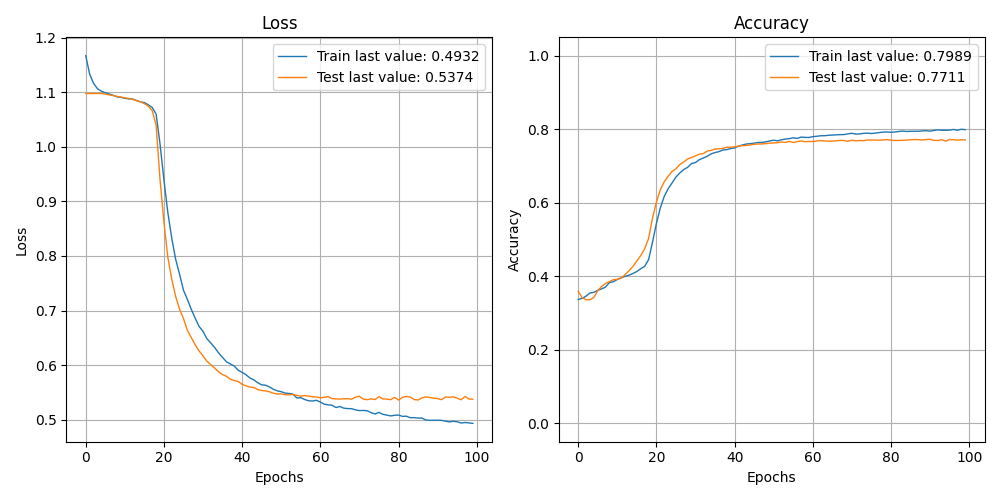 Loss
Train last value: 0.4932
Test last value: 0.5374
1.2
1.1
1.0
0.9
0.8
0.7
0.6
0.5
Loss
0
20
40
60
80
100
Epochs
Accuracy
Train last value: 0.7989
Test last value: 0.7711
1.0
0.8
0.6
0.4
0.2
0.0
Accuracy
0
20
40
60
80
100
Epochs